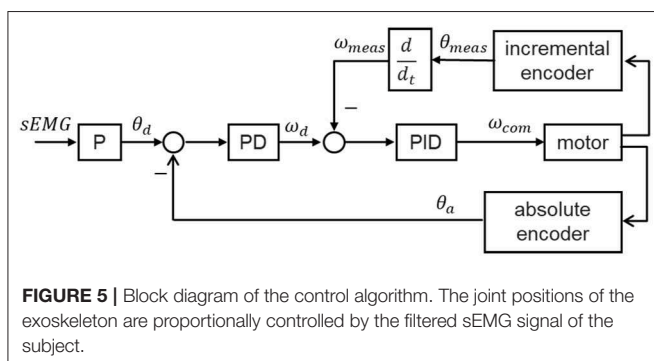 ω_meas
d
d_t
θ_meas
incremental
encoder
−
sEMG
P
θ_d
PD
ω_d
PID
ω_com
motor
−
θ_a
absolute
encoder
FIGURE 5 | Block diagram of the control algorithm. The joint positions of the
exoskeleton are proportionally controlled by the filtered sEMG signal of the
subject.